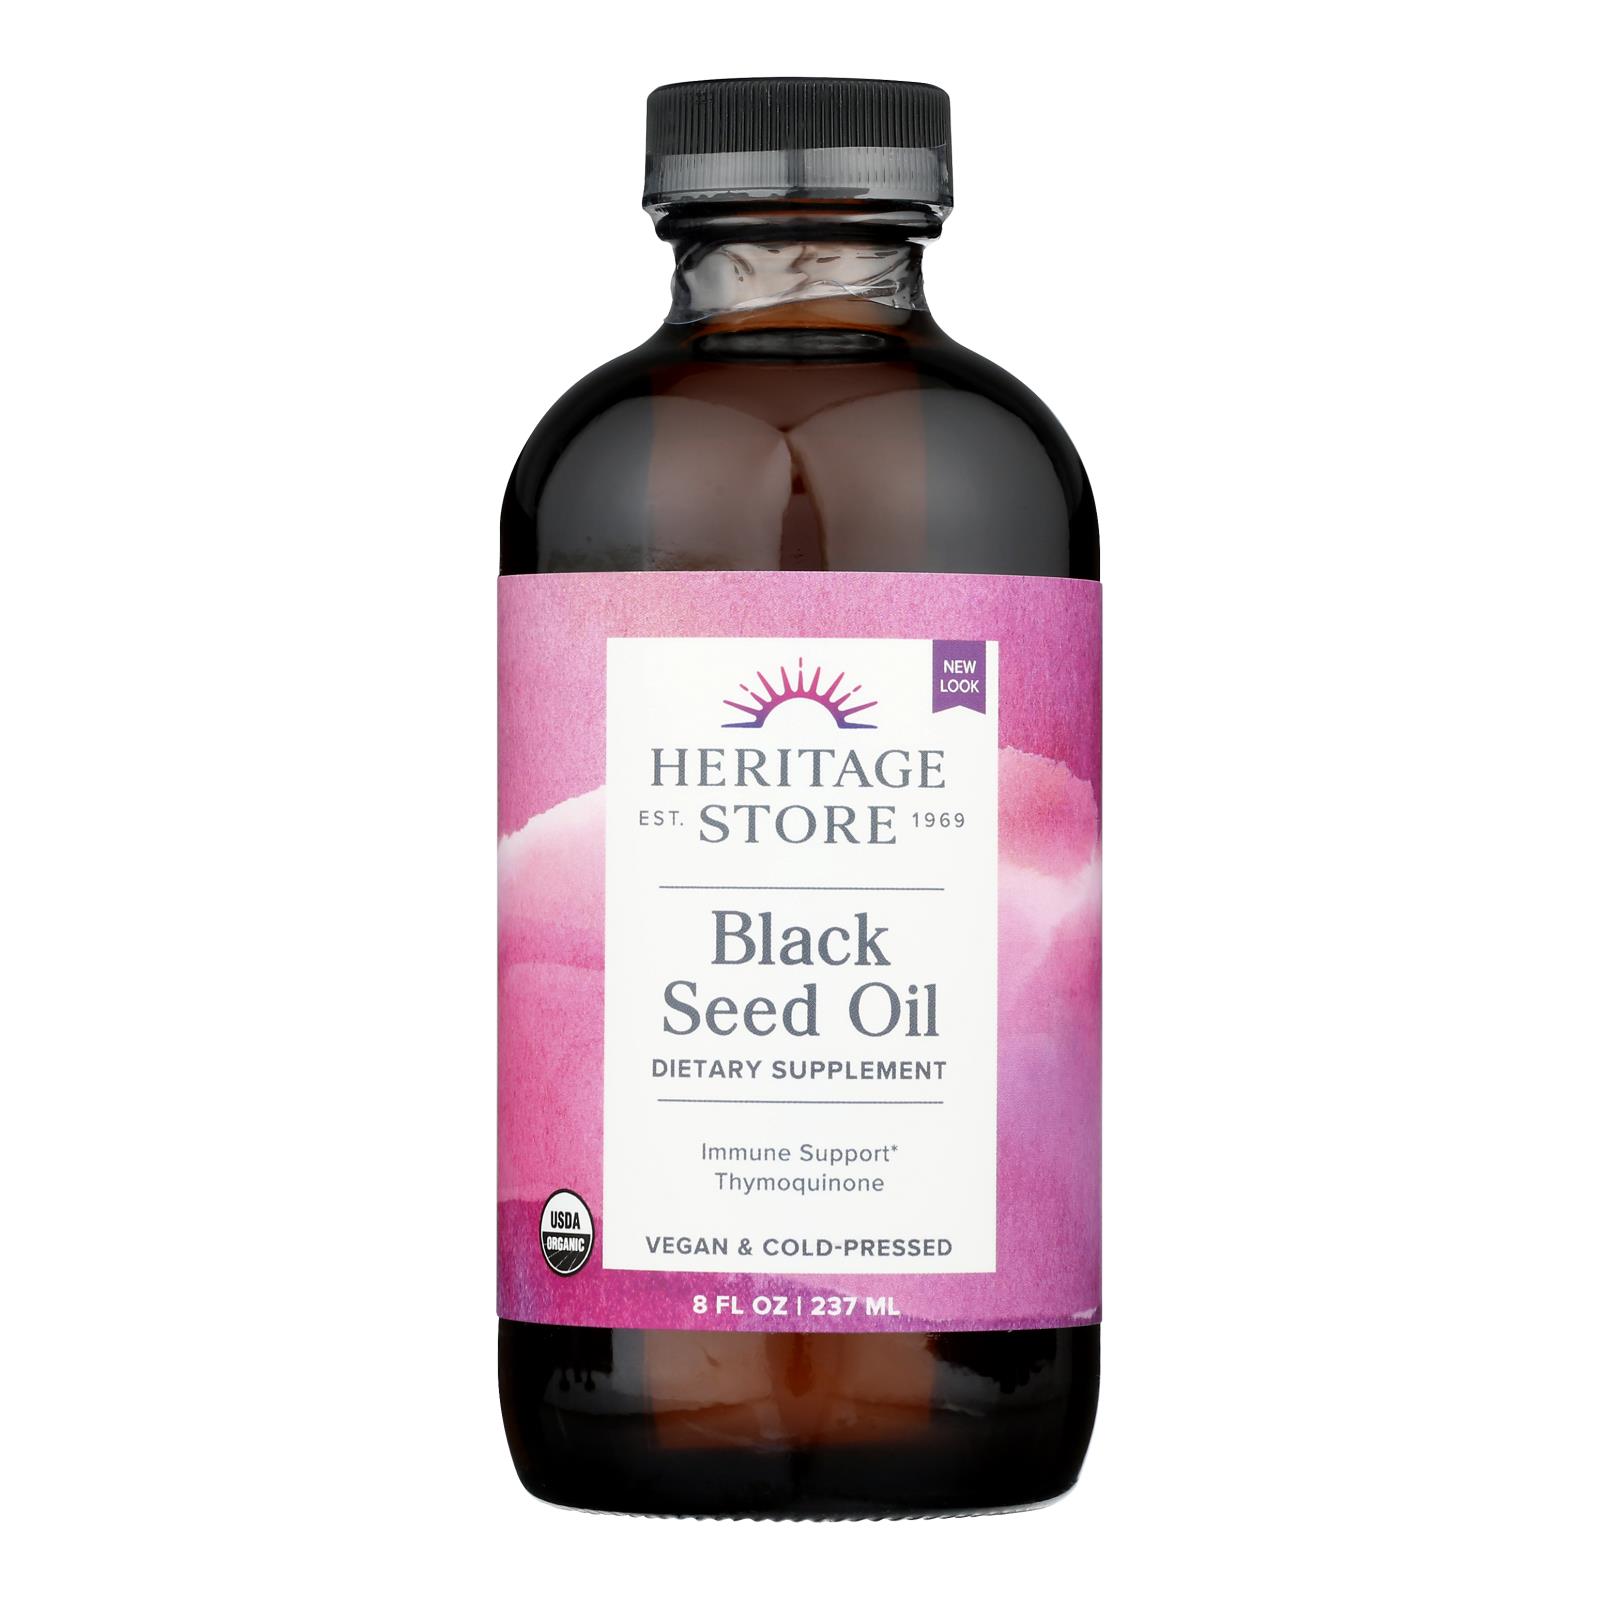 NEW
LOOK
HERITAGE
EST. STORE 1969
Black
Seed Oil
DIETARY SUPPLEMENT
Immune Support*
Thymoquinone
USDA
ORGANIC
VEGAN & COLD-PRESSED
8 FL OZ | 237 ML